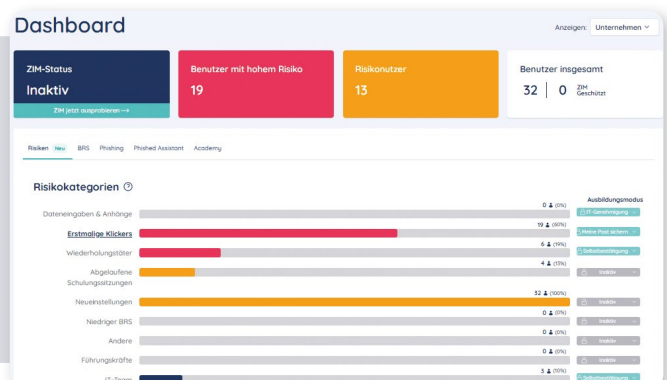 Dashboard
Anzeigen: Unternehmen
ZIM-Status
Inaktiv
ZIM jetzt ausprobieren
Benutzer mit hohem Risiko
19
Risikonutzer
13
Benutzer insgesamt
32 | 0 ZIM Geschützt
Risiken Neu BRS Phishing Phished Assistant Academy
Risikokategorien
Ausbildungsmodus
Dateneingaben & Anhänge 0 (0%) IT-Genehmigung
Erstmalige Klickers 19 (60%) Meine Post sichern
Wiederholungstäter 6 (19%) Selbstbestätigung
Abgelaufene
Schulungssitzungen 4 (13%) Inaktiv
Neueinstellungen 32 (100%) Inaktiv
Niedriger BRS 0 (0%) Inaktiv
Andere 0 (0%) Inaktiv
Führungskräfte 0 (0%) Inaktiv
IT-Team 3 (10%) Selbstbestätigung